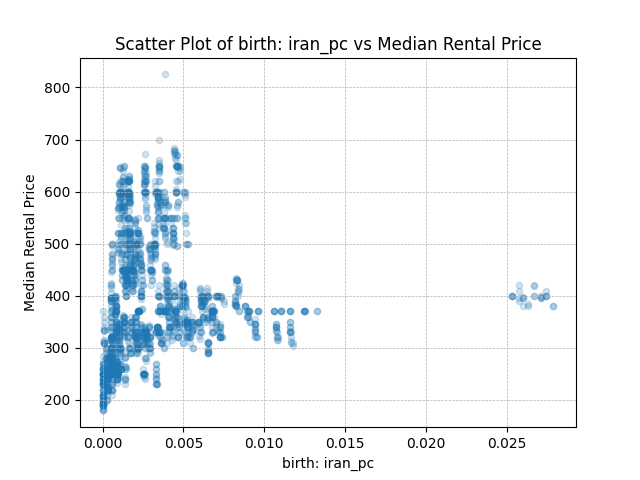 Scatter Plot of birth: iran_pc vs Median Rental Price
800
700
600
500
400
300
200
Median Rental Price
0.000 0.005 0.010 0.015 0.020 0.025
birth: iran_pc